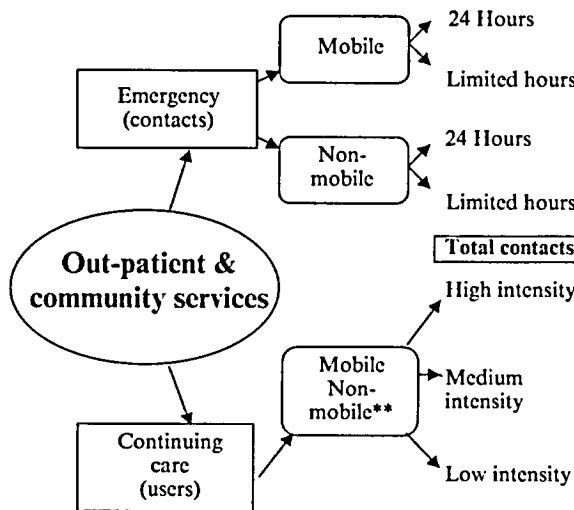 24 Hours
Mobile
Limited hours
Emergency
(contacts)
Non-
mobile
24 Hours
Limited hours
Total contacts
Out-patient &
community services
High intensity
Mobile
Non-
mobile**
Medium
intensity
Low intensity
Continuing
care
(users)